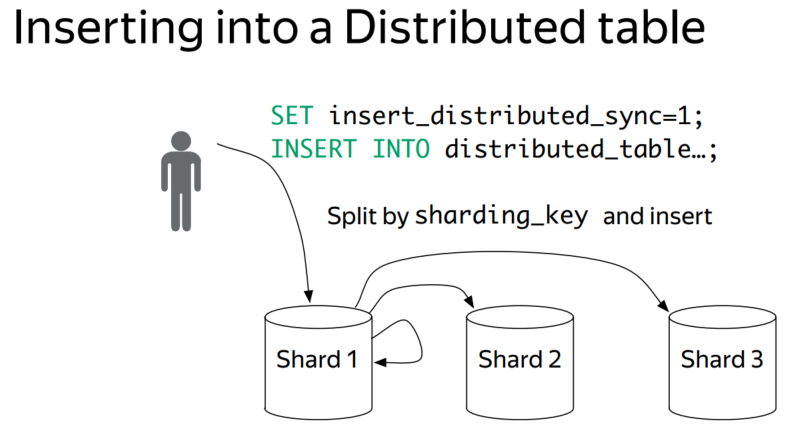 Inserting into a Distributed table
SET insert_distributed_sync=1;
INSERT INTO distributed_table…;
Split by sharding_key and insert
Shard 1
Shard 2
Shard 3